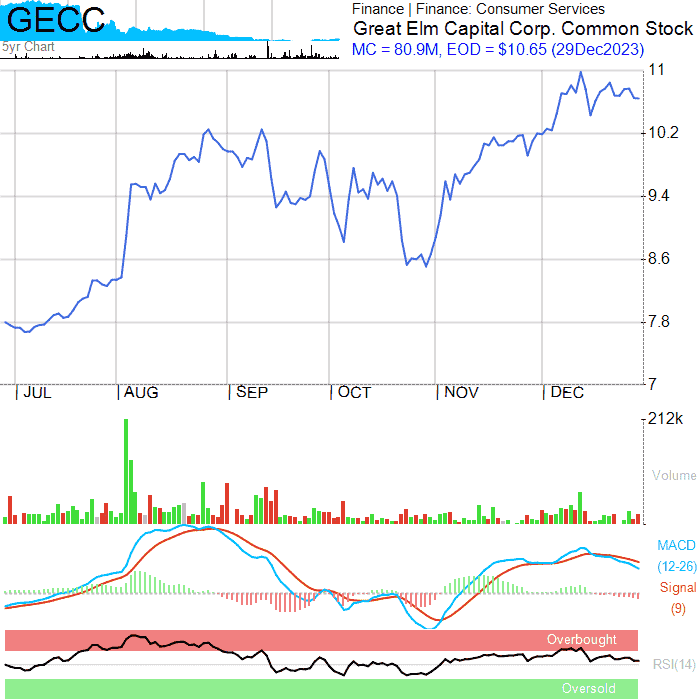 GECC
5yr Chart
Finance | Finance: Consumer Services
Great Elm Capital Corp. Common Stock
MC = 80.9M, EOD = $10.65 (29Dec2023)
11
10.2
9.4
8.6
7.8
7
JUL AUG SEP OCT NOV DEC
212k
Volume
MACD
(12-26)
Signal
(9)
Overbought
RSI(14)
Oversold